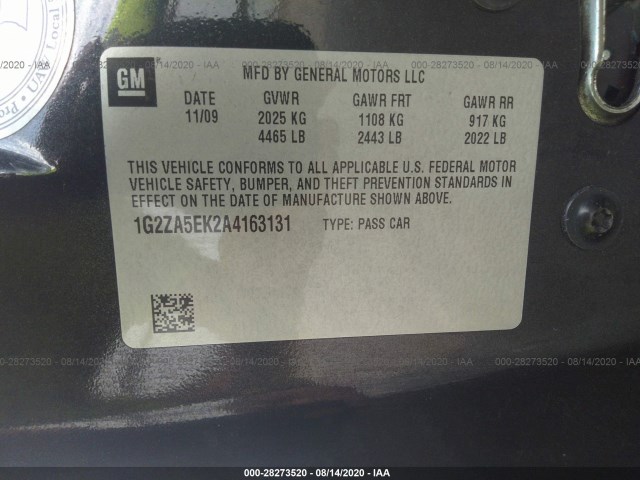 GM
MFD BY GENERAL MOTORS LLC
DATE GVWR GAWR FRT GAWR RR
11/09 2025 KG 1108 KG 917 KG
4465 LB 2443 LB 2022 LB
THIS VEHICLE CONFORMS TO ALL APPLICABLE U.S. FEDERAL MOTOR
VEHICLE SAFETY, BUMPER, AND THEFT PREVENTION STANDARDS IN
EFFECT ON THE DATE OF MANUFACTURE SHOWN ABOVE.
1G2ZA5EK2A4163131 TYPE: PASS CAR
000-28273520 - 08/14/2020 - IAA